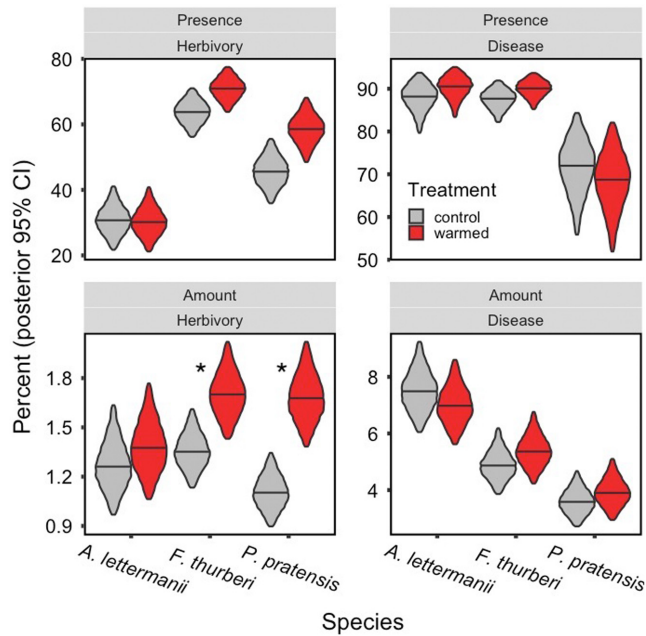 Presence
Herbivory
Presence
Disease
80
60
40
20
90
80
70
60
50
Treatment
control
warmed
Percent (posterior 95% CI)
Amount
Herbivory
Amount
Disease
1.8
1.5
1.2
0.9
*
*
8
6
4
A. lettermanii
F. thurberi
P. pratensis
A. lettermanii
F. thurberi
P. pratensis
Species